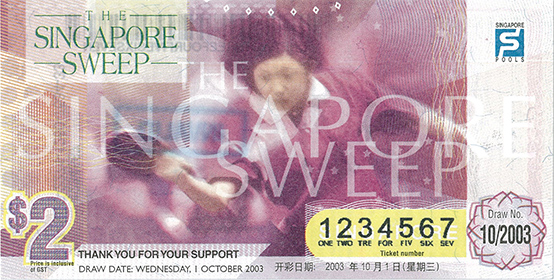 THE
SINGAPORE
SWEEP
SINGAPORE
POOLS
THE
SINGAPORE
SWEEP
$2
Price is inclusive
of GST
1234567
ONE TWO TRE FOR FIV SIX SEV
Ticket number
Draw No.
10/2003
THANK YOU FOR YOUR SUPPORT
DRAW DATE: WEDNESDAY, 1 OCTOBER 2003 开彩日期: 2003 年 10 月 1 日 (星期三)